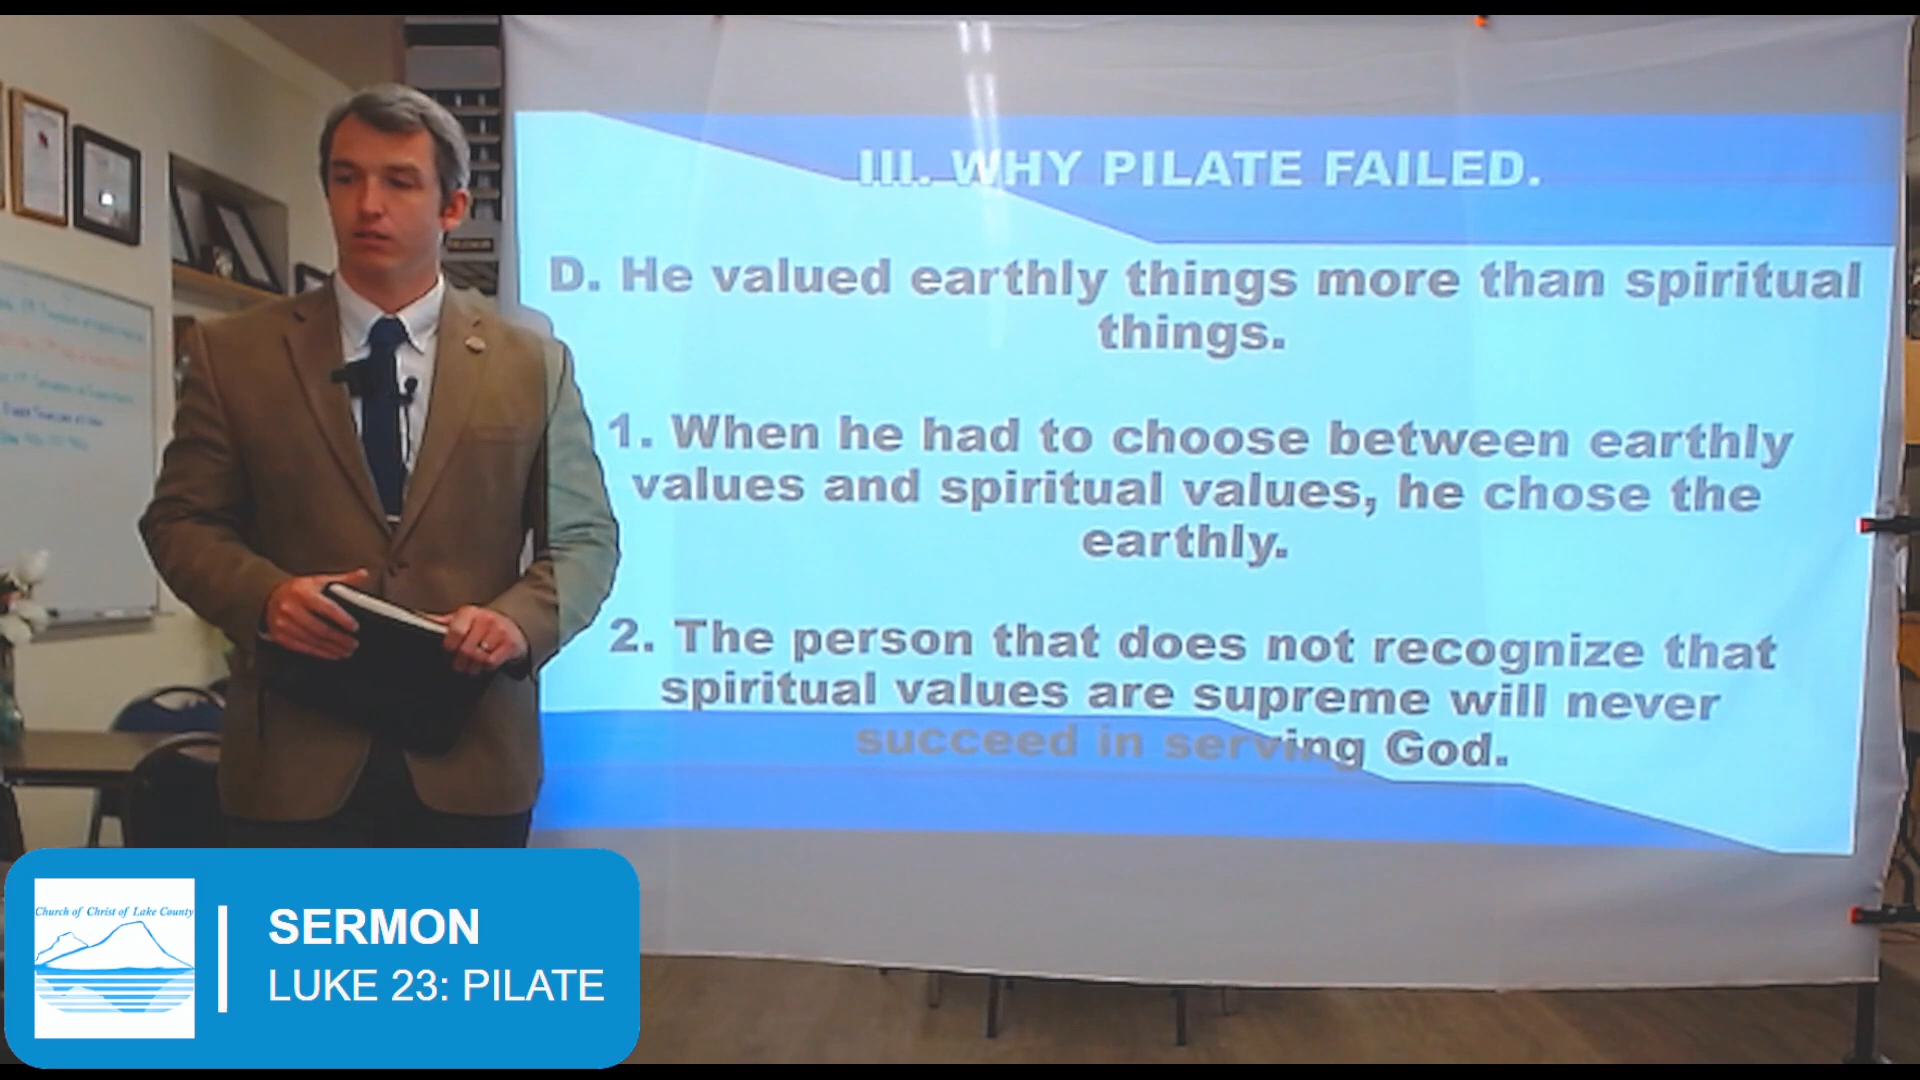 III. WHY PILATE FAILED.
D. He valued earthly things more than spiritual
things.
1. When he had to choose between earthly
values and spiritual values, he chose the
earthly.
2. The person that does not recognize that
spiritual values are supreme will never
succeed in serving God.
Church of Christ of Lake County
SERMON
LUKE 23: PILATE